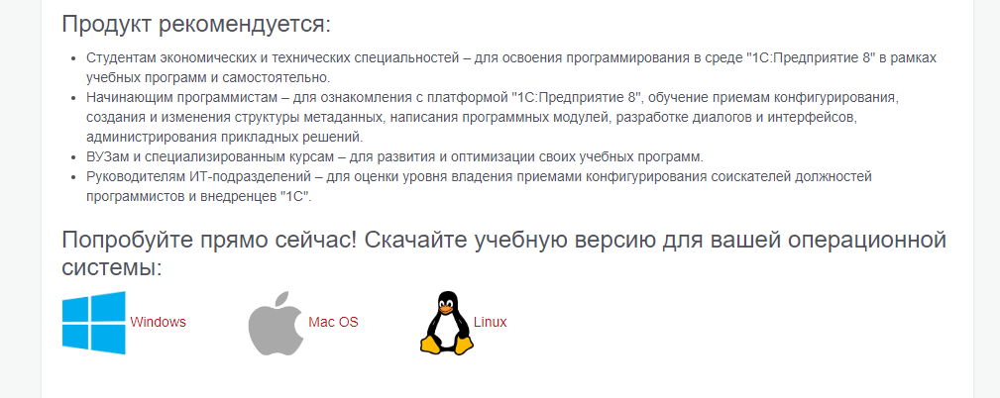 Продукт рекомендуется:
• Студентам экономических и технических специальностей – для освоения программирования в среде "1С:Предприятие 8" в рамках
учебных программ и самостоятельно.
• Начинающим программистам – для ознакомления с платформой "1С:Предприятие 8", обучение приемам конфигурирования,
создания и изменения структуры метаданных, написания программных модулей, разработке диалогов и интерфейсов,
администрирования прикладных решений.
• ВУЗам и специализированным курсам – для развития и оптимизации своих учебных программ.
• Руководителям ИТ-подразделений – для оценки уровня владения приемами конфигурирования соискателей должностей
программистов и внедренцев "1С".
Попробуйте прямо сейчас! Скачайте учебную версию для вашей операционной
системы:
Windows Mac OS Linux